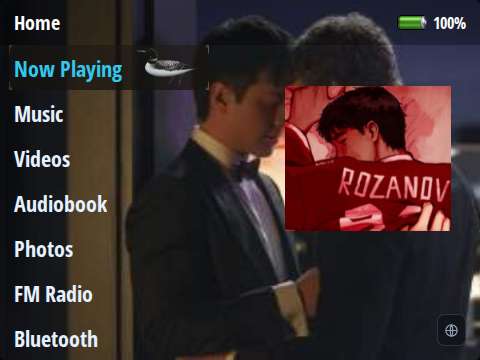 Home
100%
Now Playing
Music
Videos
Audiobook
Photos
FM Radio
Bluetooth
ROZANOV